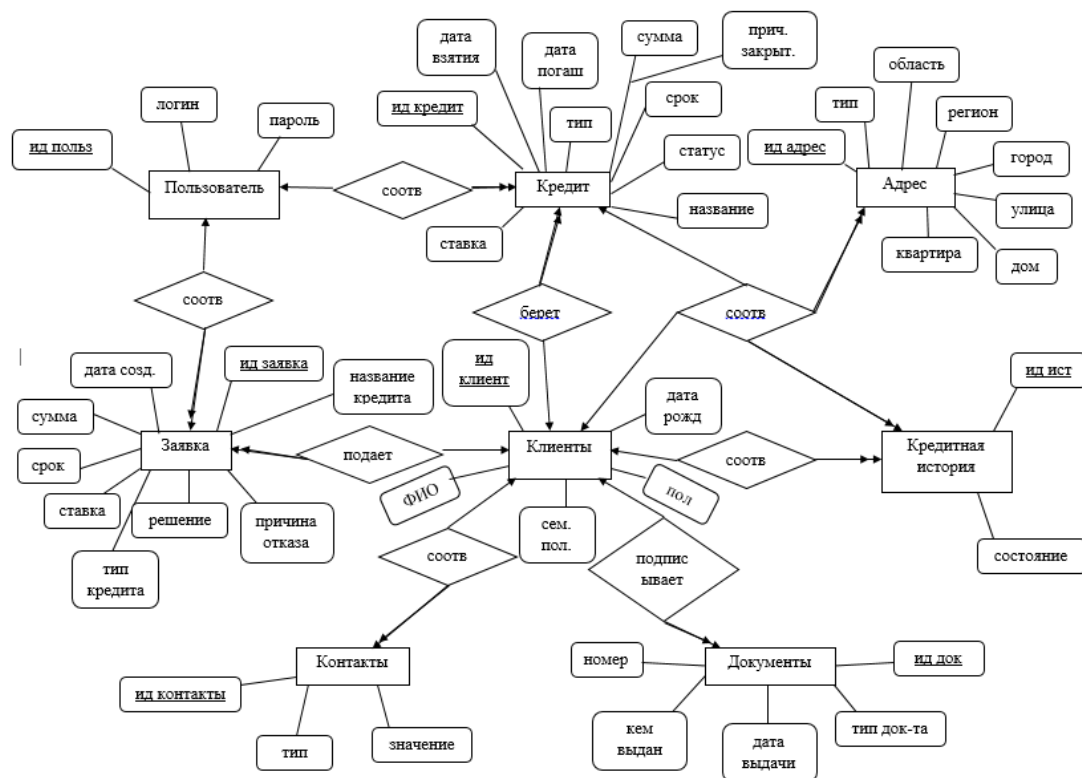 дата
взятия
дата
погаш
сумма
прич.
закрыт.
область
логин
пароль
ид польз
ид кредит
тип
срок
статус
название
ставка
тип
ид адрес
регион
город
улица
дом
квартира
Пользователь
соотв
Кредит
Адрес
соотв
берет
соотв
дата созд.
ид заявка
название
кредита
ид
клиент
дата
рожд
ид ист
сумма
срок
ставка
Заявка
подает
Клиенты
соотв
Кредитная
история
решение
причина
отказа
тип
кредита
ФИО
сем.
пол.
пол
состояние
соотв
подпис
ывает
Контакты
ид контакты
тип
значение
номер
Документы
ид док
кем
выдан
дата
выдачи
тип док-та